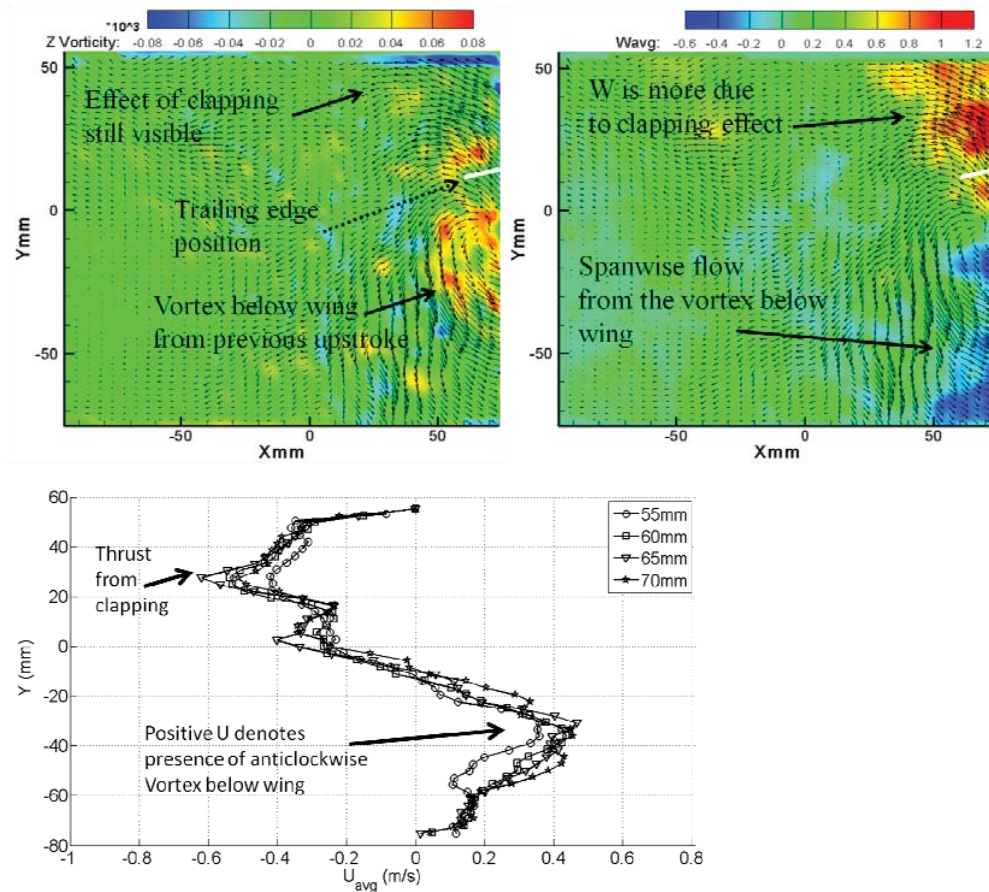 *10^3
Z Vorticity: -0.08 -0.06 -0.04 -0.02 0 0.02 0.04 0.06 0.08
50
Effect of clapping
still visible
0
Trailing edge
position
Vortex below wing
from previous upstroke
-50
Ymm
-50 0 50
Xmm
Wavg: -0.6 -0.4 -0.2 0 0.2 0.4 0.6 0.8 1 1.2
50
W is more due
to clapping effect
0
Spanwise flow
from the vortex below
wing
-50
Ymm
-50 0 50
Xmm
60
55mm
60mm
65mm
70mm
40
Thrust
from
clapping
20
0
-20
Positive U denotes
presence of anticlockwise
Vortex below wing
-40
-60
-80
Y (mm)
-1 -0.8 -0.6 -0.4 -0.2 0 0.2 0.4 0.6 0.8
Uavg (m/s)